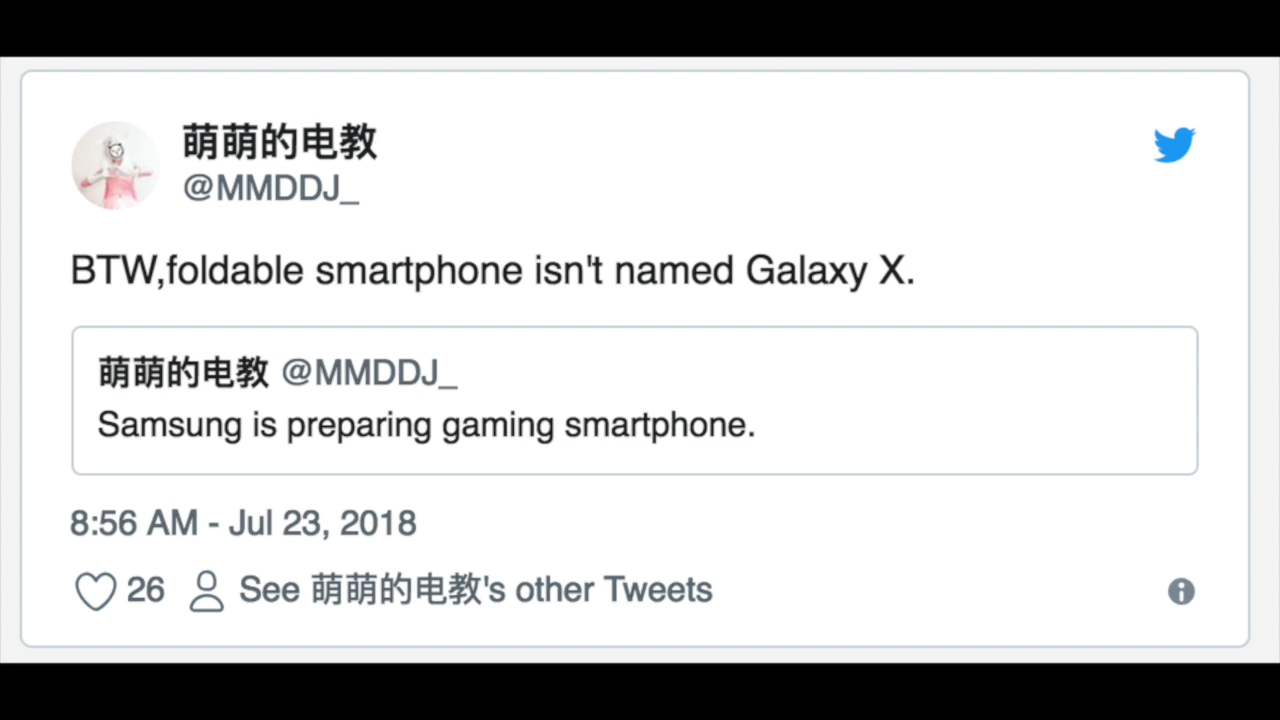 萌萌的电教
@MMDDJ_
BTW,foldable smartphone isn't named Galaxy X.
萌萌的电教 @MMDDJ_
Samsung is preparing gaming smartphone.
8:56 AM - Jul 23, 2018
26 See 萌萌的电教's other Tweets